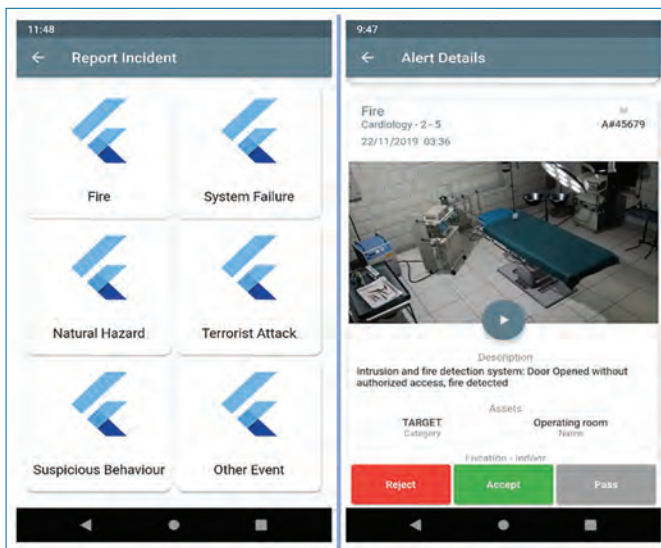 11:48
Report Incident
Fire
System Failure
Natural Hazard
Terrorist Attack
Suspicious Behaviour
Other Event
9:47
Alert Details
Fire
Cardiology - 2 - 5
A#45679
22/11/2019 03:36
Description
Intrusion and fire detection system: Door Opened without
authorized access, fire detected
Assets
TARGET
Operating room
Category
Name
Location - Indoor
Reject
Accept
Pass